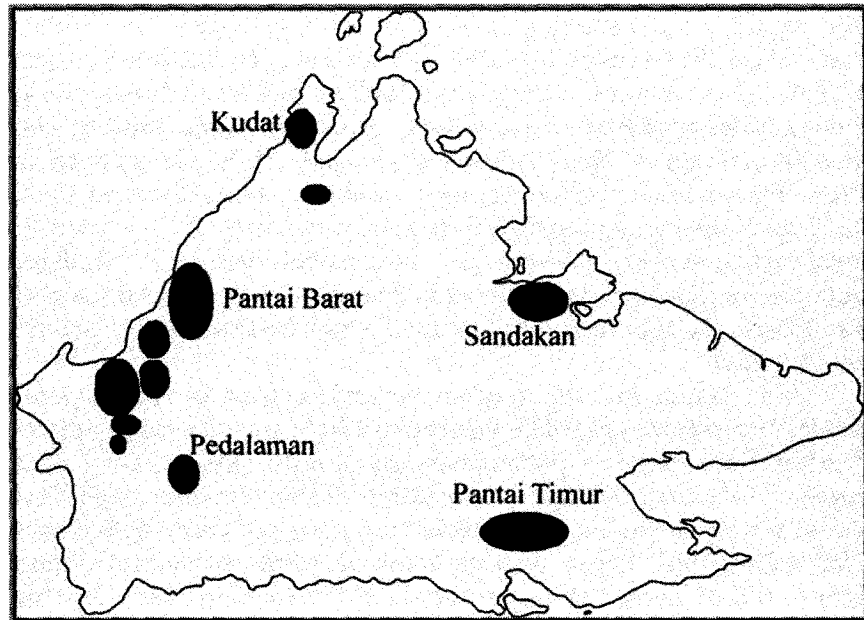 Kudat
Pantai Barat
Sandakan
Pedalaman
Pantai Timur